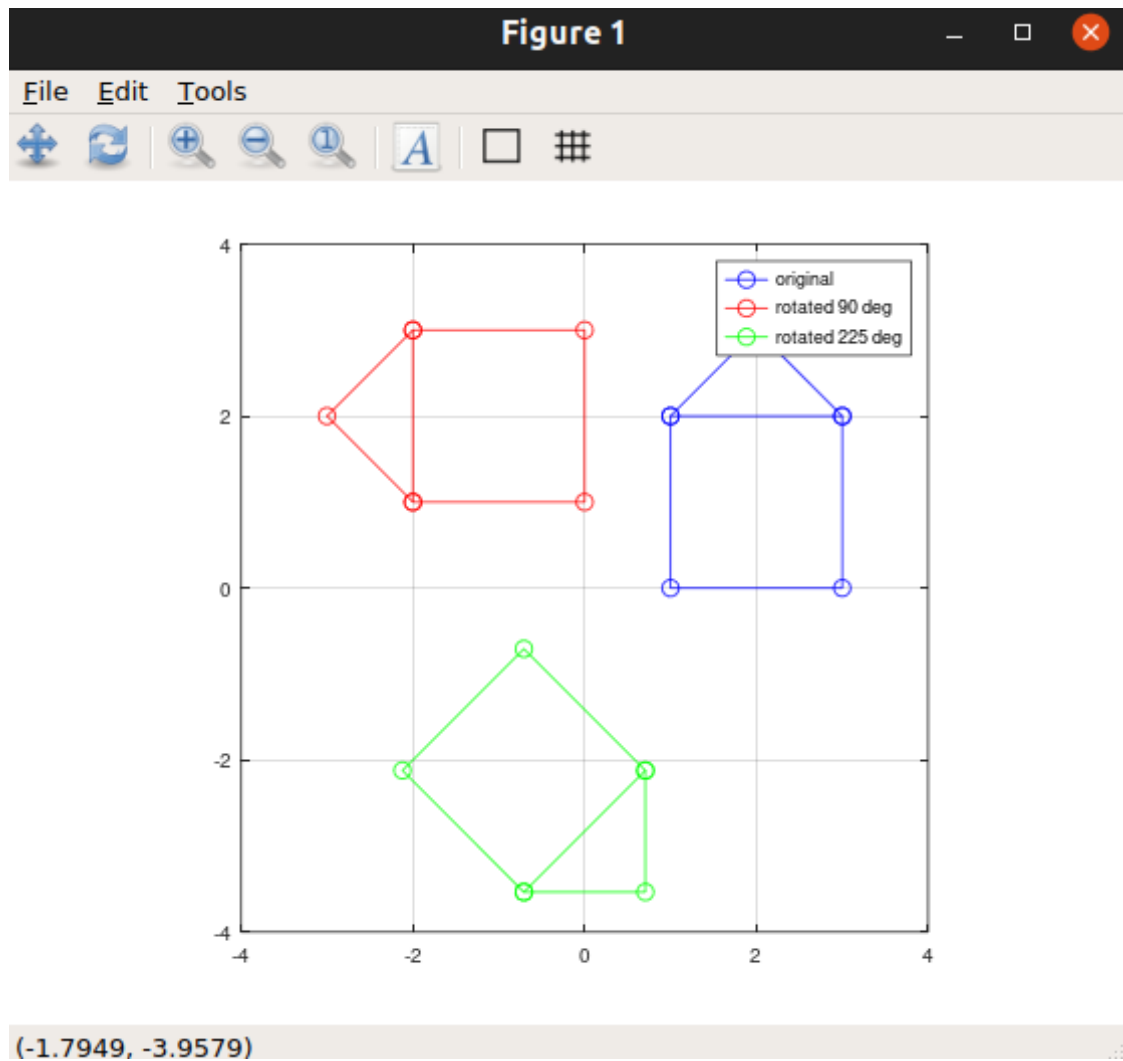 Figure 1
File Edit Tools
A
4
original
rotated 90 deg
rotated 225 deg
2
0
-2
-4
-4 -2 0 2 4
(-1.7949, -3.9579)